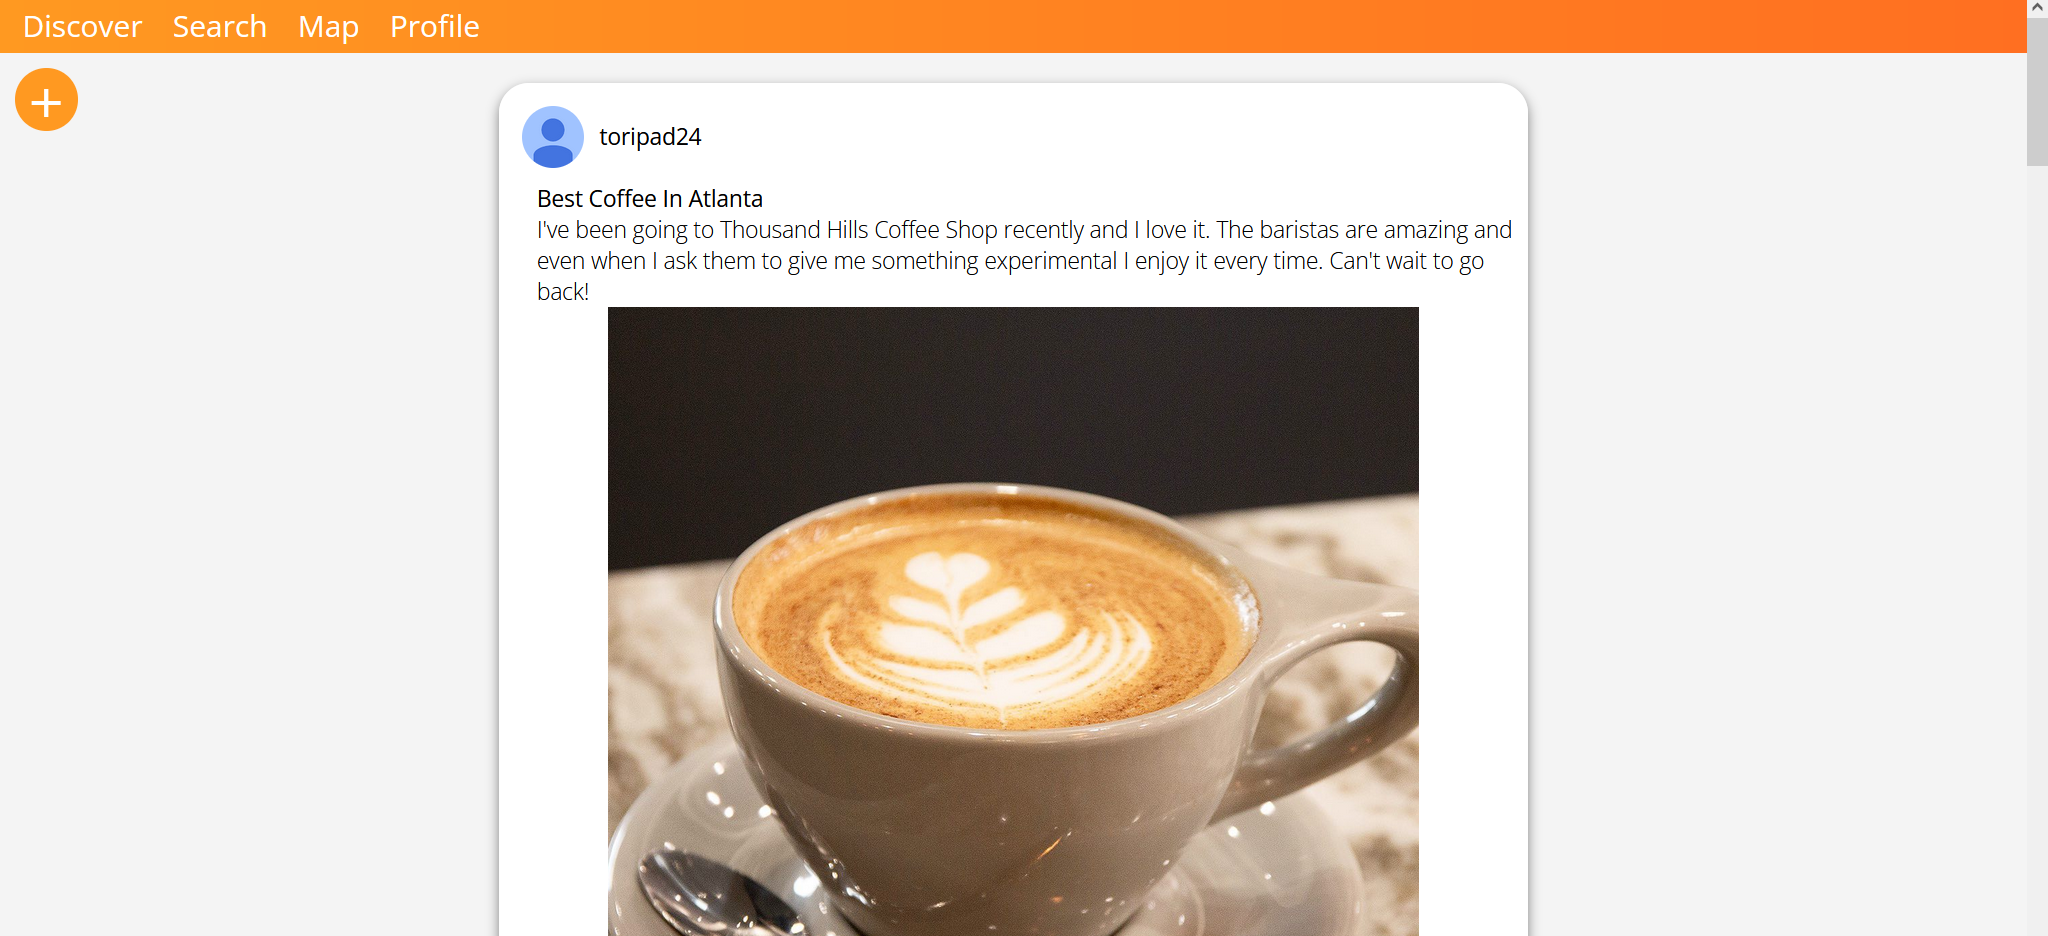 Discover Search Map Profile
+
toripad24
Best Coffee In Atlanta
I've been going to Thousand Hills Coffee Shop recently and I love it. The baristas are amazing and
even when I ask them to give me something experimental I enjoy it every time. Can't wait to go
back!